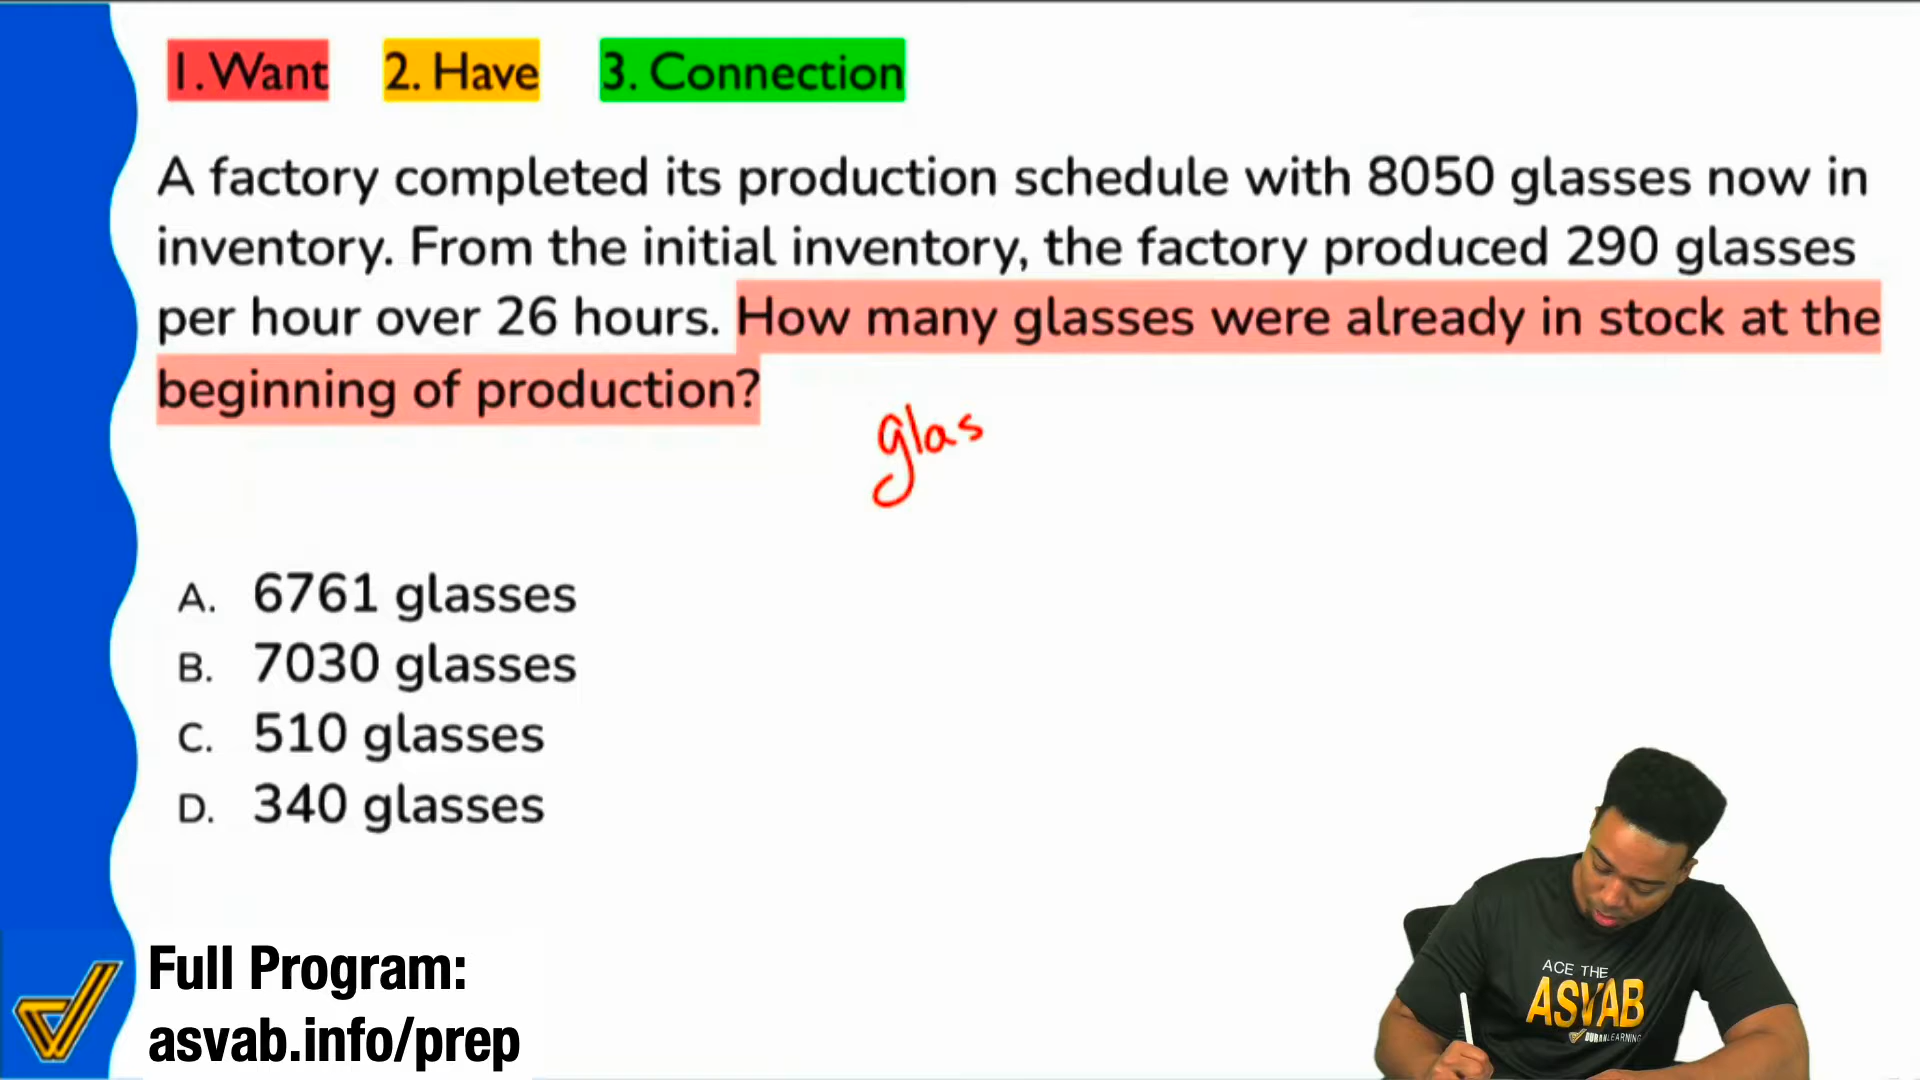 1. Want 2. Have 3. Connection
A factory completed its production schedule with 8050 glasses now in
inventory. From the initial inventory, the factory produced 290 glasses
per hour over 26 hours. How many glasses were already in stock at the
beginning of production?
glas
A. 6761 glasses
B. 7030 glasses
C. 510 glasses
D. 340 glasses
Full Program:
asvab.info/prep
ACE THE
ASVAB
DURANLEARNING